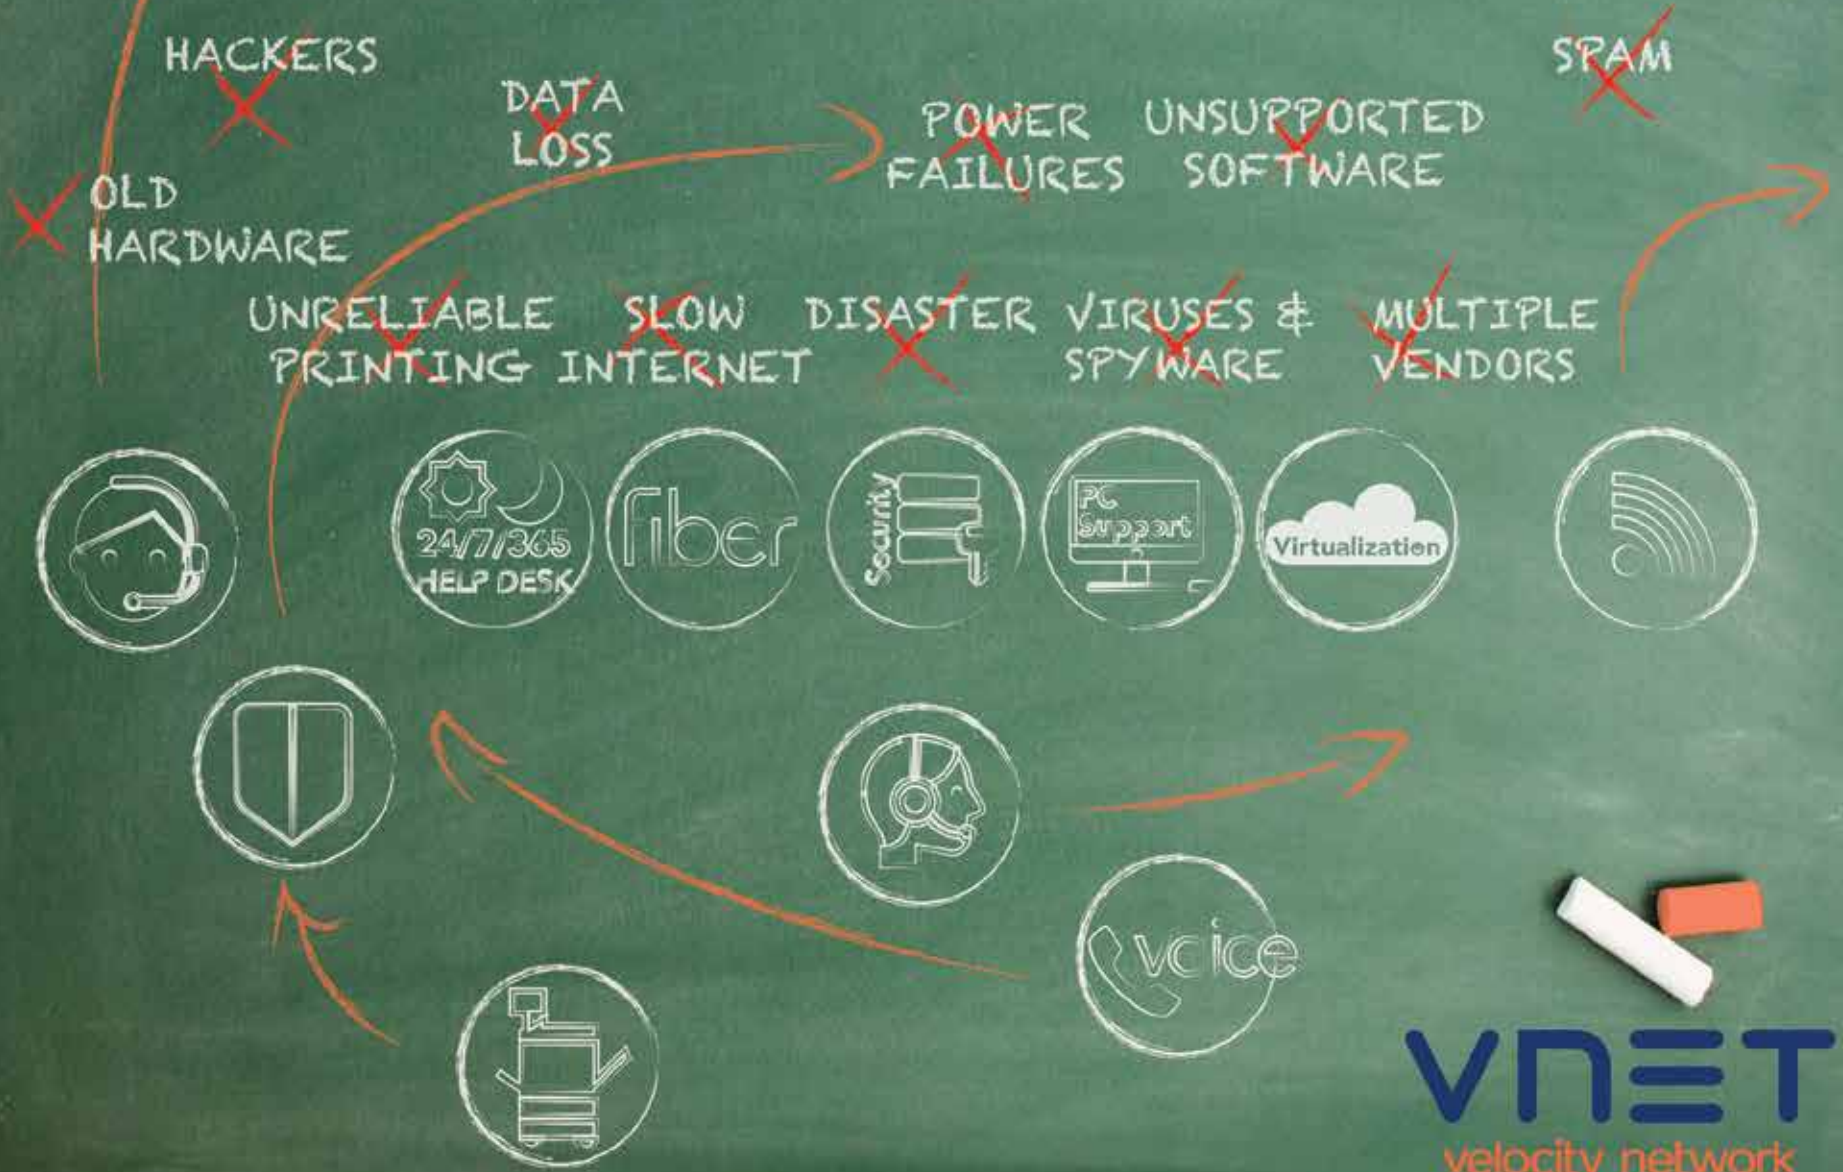 HACKERS
SPAM
DATA
LOSS
POWER
FAILURES
UNSUPPORTED
SOFTWARE
OLD
HARDWARE
UNRELIABLE
PRINTING
SLOW
INTERNET
DISASTER
VIRUSES &
SPYWARE
MULTIPLE
VENDORS
24/7/365
HELP DESK
fiber
Security
PC
Support
Virtualization
voice
VNET
velocity network